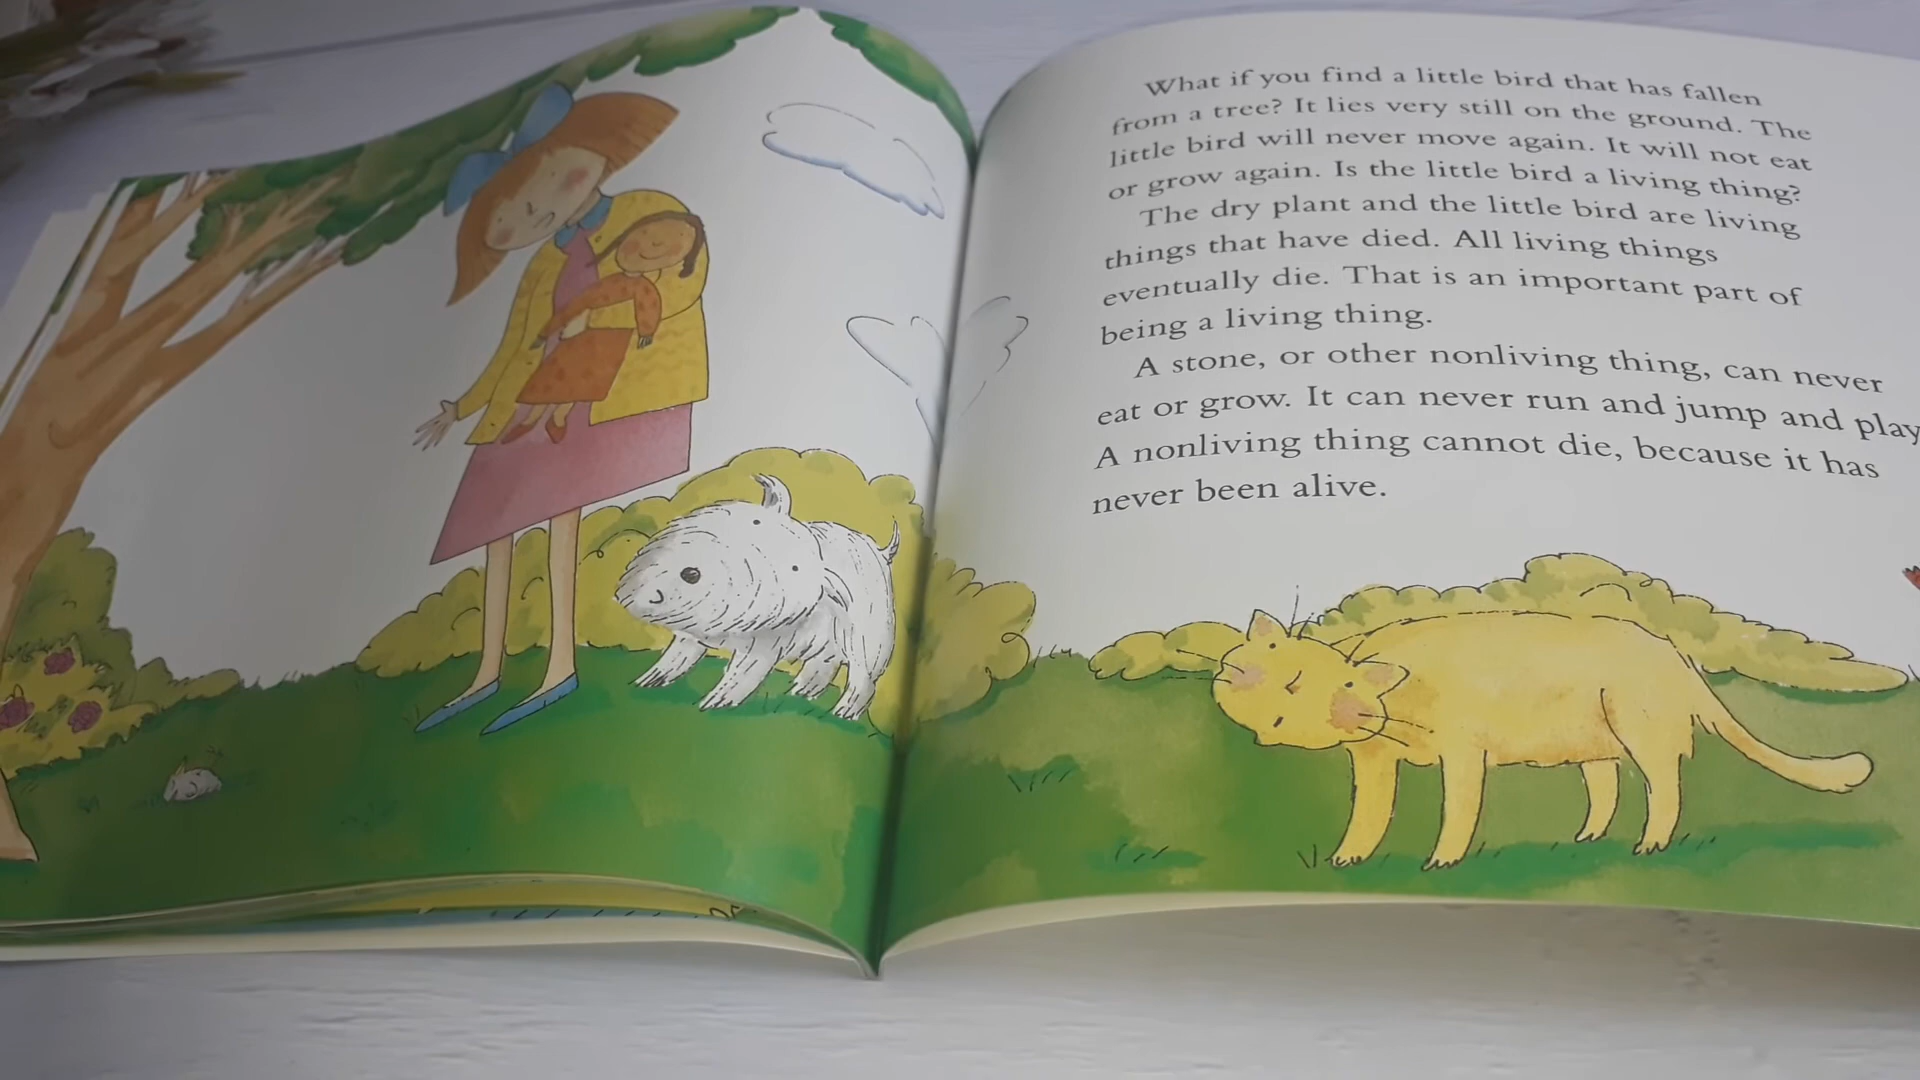 What if you find a little bird that has fallen
from a tree? It lies very still on the ground. The
little bird will never move again. It will not eat
or grow again. Is the little bird a living thing?
The dry plant and the little bird are living
things that have died. All living things
eventually die. That is an important part of
being a living thing.
A stone, or other nonliving thing, can never
eat or grow. It can never run and jump and play
A nonliving thing cannot die, because it has
never been alive.